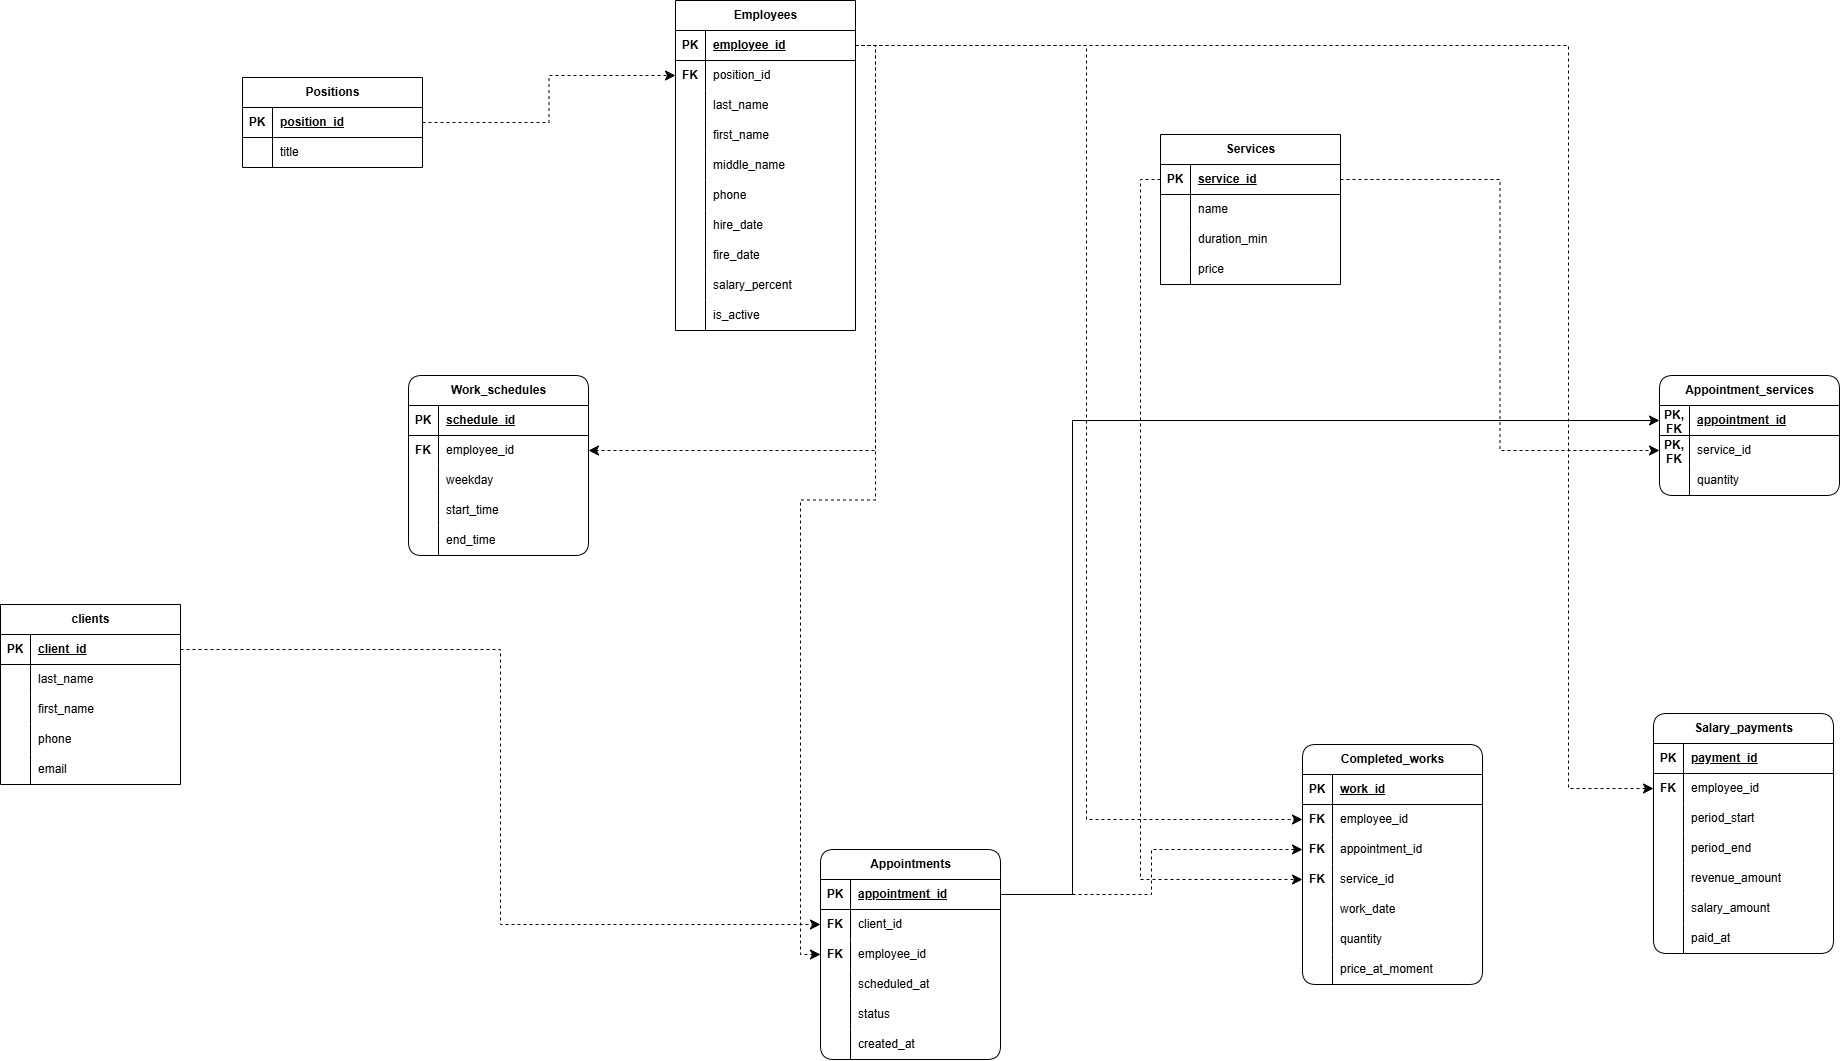 Employees
PK employee_id
FK position_id
last_name
first_name
middle_name
phone
hire_date
fire_date
salary_percent
is_active
Positions
PK position_id
title
Services
PK service_id
name
duration_min
price
Work_schedules
PK schedule_id
FK employee_id
weekday
start_time
end_time
Appointment_services
PK,
FK appointment_id
PK,
FK service_id
quantity
clients
PK client_id
last_name
first_name
phone
email
Appointments
PK appointment_id
FK client_id
FK employee_id
scheduled_at
status
created_at
Completed_works
PK work_id
FK employee_id
FK appointment_id
FK service_id
work_date
quantity
price_at_moment
Salary_payments
PK payment_id
FK employee_id
period_start
period_end
revenue_amount
salary_amount
paid_at